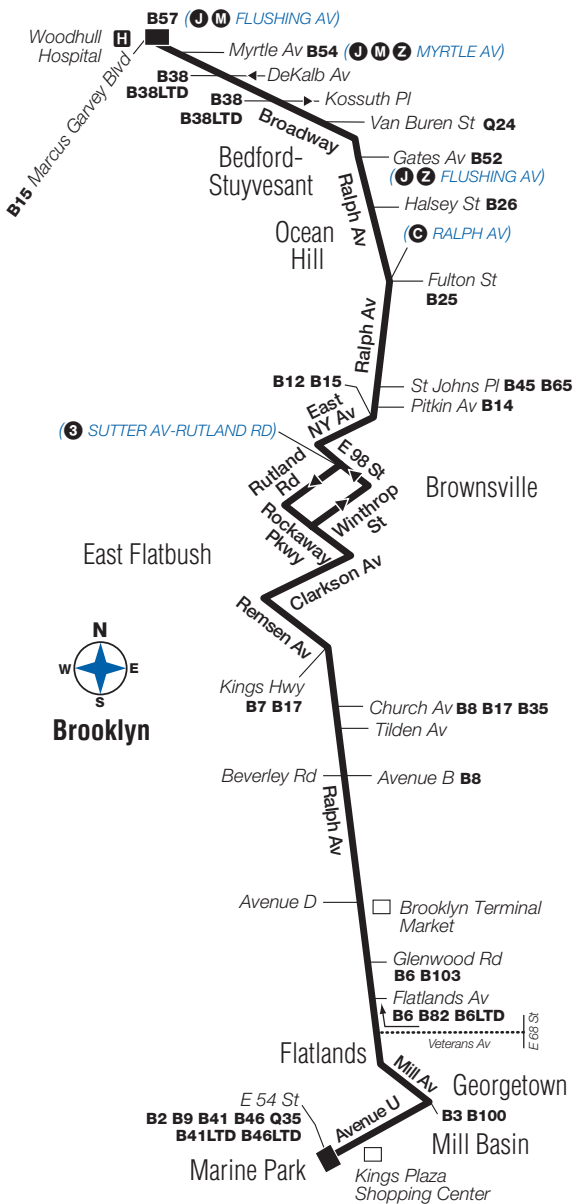 B57 (J M FLUSHING AV)
Woodhull
Hospital H
Myrtle Av B54 (J M Z MYRTLE AV)
B38
B38LTD
DeKalb Av
B38
B38LTD
Kossuth Pl
B15 Marcus Garvey Blvd
Broadway
Van Buren St Q24
Bedford-
Stuyvesant
Gates Av B52
(J Z FLUSHING AV)
Ralph Av
Halsey St B26
Ocean
Hill
(C RALPH AV)
Fulton St
B25
Ralph Av
B12 B15
St Johns Pl B45 B65
Pitkin Av B14
East
NY Av
(3 SUTTER AV-RUTLAND RD)
E 98 St
Rutland
Rd
Winthrop
St
Brownsville
Rockaway
Pkwy
East Flatbush
Clarkson Av
Remsen Av
N
W E
S
Brooklyn
Kings Hwy
B7 B17
Church Av B8 B17 B35
Tilden Av
Beverley Rd
Avenue B B8
Ralph Av
Avenue D
Brooklyn Terminal
Market
Glenwood Rd
B6 B103
Flatlands Av
B6 B82 B6LTD
Veterans Av
E 68 St
Flatlands
Mill Av
Georgetown
E 54 St
B2 B9 B41 B46 Q35
B41LTD B46LTD
Avenue U
B3 B100
Mill Basin
Marine Park
Kings Plaza
Shopping Center